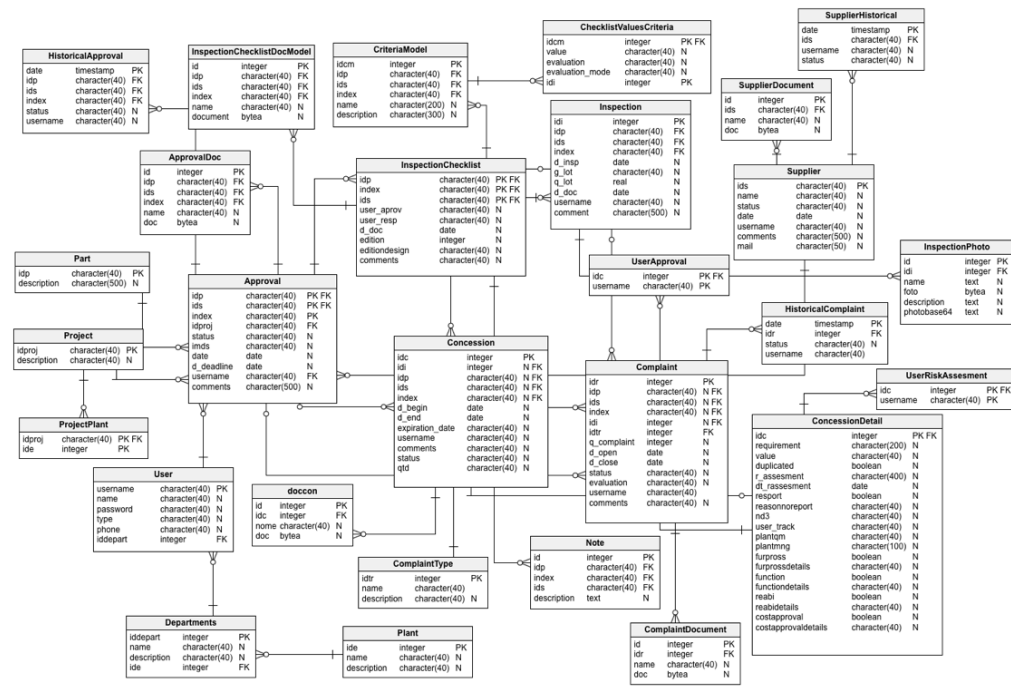 HistoricalApproval
date timestamp PK
idp character(40) FK
ids character(40) FK
index character(40) FK
status character(40) N
username character(40) N
InspectionChecklistDocModel
id integer PK
idp character(40) FK
ids character(40) FK
index character(40) FK
name character(40) N
document bytea N
CriteriaModel
idcm integer PK
idp character(40) FK
ids character(40) FK
index character(40) FK
name character(200) N
description character(300) N
ChecklistValuesCriteria
idcm integer PK FK
value character(40) N
evaluation character(40) N
evaluation_mode character(40) N
idi integer PK
SupplierHistorical
date timestamp PK
ids character(40) FK
username character(40) N
status character(40) N
SupplierDocument
id integer PK
ids character(40) FK
name character(40) N
doc bytea N
Inspection
idi integer PK
idp character(40) FK
ids character(40) FK
index character(40) FK
d_insp date N
g_lot character(40) N
q_lot real N
d_doc date N
username character(40) N
comment character(500) N
ApprovalDoc
id integer PK
idp character(40) FK
ids character(40) FK
index character(40) FK
name character(40) N
doc bytea N
InspectionChecklist
idp character(40) PK FK
index character(40) PK FK
ids character(40) PK FK
user_aprov character(40) N
user_resp character(40) N
d_doc date N
edition integer N
editiondesign character(40) N
comments character(40) N
Supplier
ids character(40) PK
name character(40) N
status character(40) N
date date N
username character(40) N
comments character(500) N
mail character(50) N
Part
idp character(40) PK
description character(500) N
UserApproval
idc integer PK FK
username character(40) PK
InspectionPhoto
id integer PK
idi integer FK
name text N
foto bytea N
description text N
photobase64 text N
Approval
idp character(40) PK FK
ids character(40) PK FK
index character(40) PK
idproj character(40) FK
status character(40) N
imds character(40) N
date date N
d_deadline date N
username character(40) FK
comments character(500) N
HistoricalComplaint
date timestamp PK
idr integer FK
status character(40) N
username character(40)
Project
idproj character(40) PK
description character(40) N
Concession
idc integer PK
idi integer N FK
idp character(40) N FK
ids character(40) N FK
index character(40) N FK
d_begin date N
d_end date N
expiration_date character(40) N
username character(40) N
comments character(40) N
status character(40) N
qtd character(40) N
Complaint
idr integer PK
idp character(40) N FK
ids character(40) N FK
index character(40) N FK
idi integer N FK
idtr integer FK
q_complaint integer N
d_open date N
d_close date N
status character(40) N
evaluation character(40) N
username character(40)
comments character(40) N
UserRiskAssesment
idc integer PK FK
username character(40) PK
ProjectPlant
idproj character(40) PK FK
ide integer PK
ConcessionDetail
idc integer PK FK
requirement character(200) N
value character(40) N
duplicated boolean N
r_assesment character(400) N
dt_rassesment date N
resport boolean N
reasonnoreport character(40) N
nd3 character(40) N
user_track character(40) N
plantqm character(40) N
plantmng character(100) N
furpross boolean N
furprossdetails character(40) N
function boolean N
functiondetails character(40) N
reabi boolean N
reabidetails character(40) N
costapproval boolean N
costapprovaldetails character(40) N
User
username character(40) PK
name character(40) N
password character(40) N
type character(40) N
phone character(40) N
iddepart integer FK
doccon
id integer PK
idc integer FK
nome character(40) N
doc bytea N
ComplaintType
idtr integer PK
name character(40)
description character(40) N
Note
id integer PK
idp character(40) FK
index character(40) FK
ids character(40) FK
description text N
Departments
iddepart integer PK
name character(40) N
description character(40) N
ide integer FK
Plant
ide integer PK
name character(40) N
description character(40) N
ComplaintDocument
id integer PK
idr integer FK
name character(40) N
doc bytea N